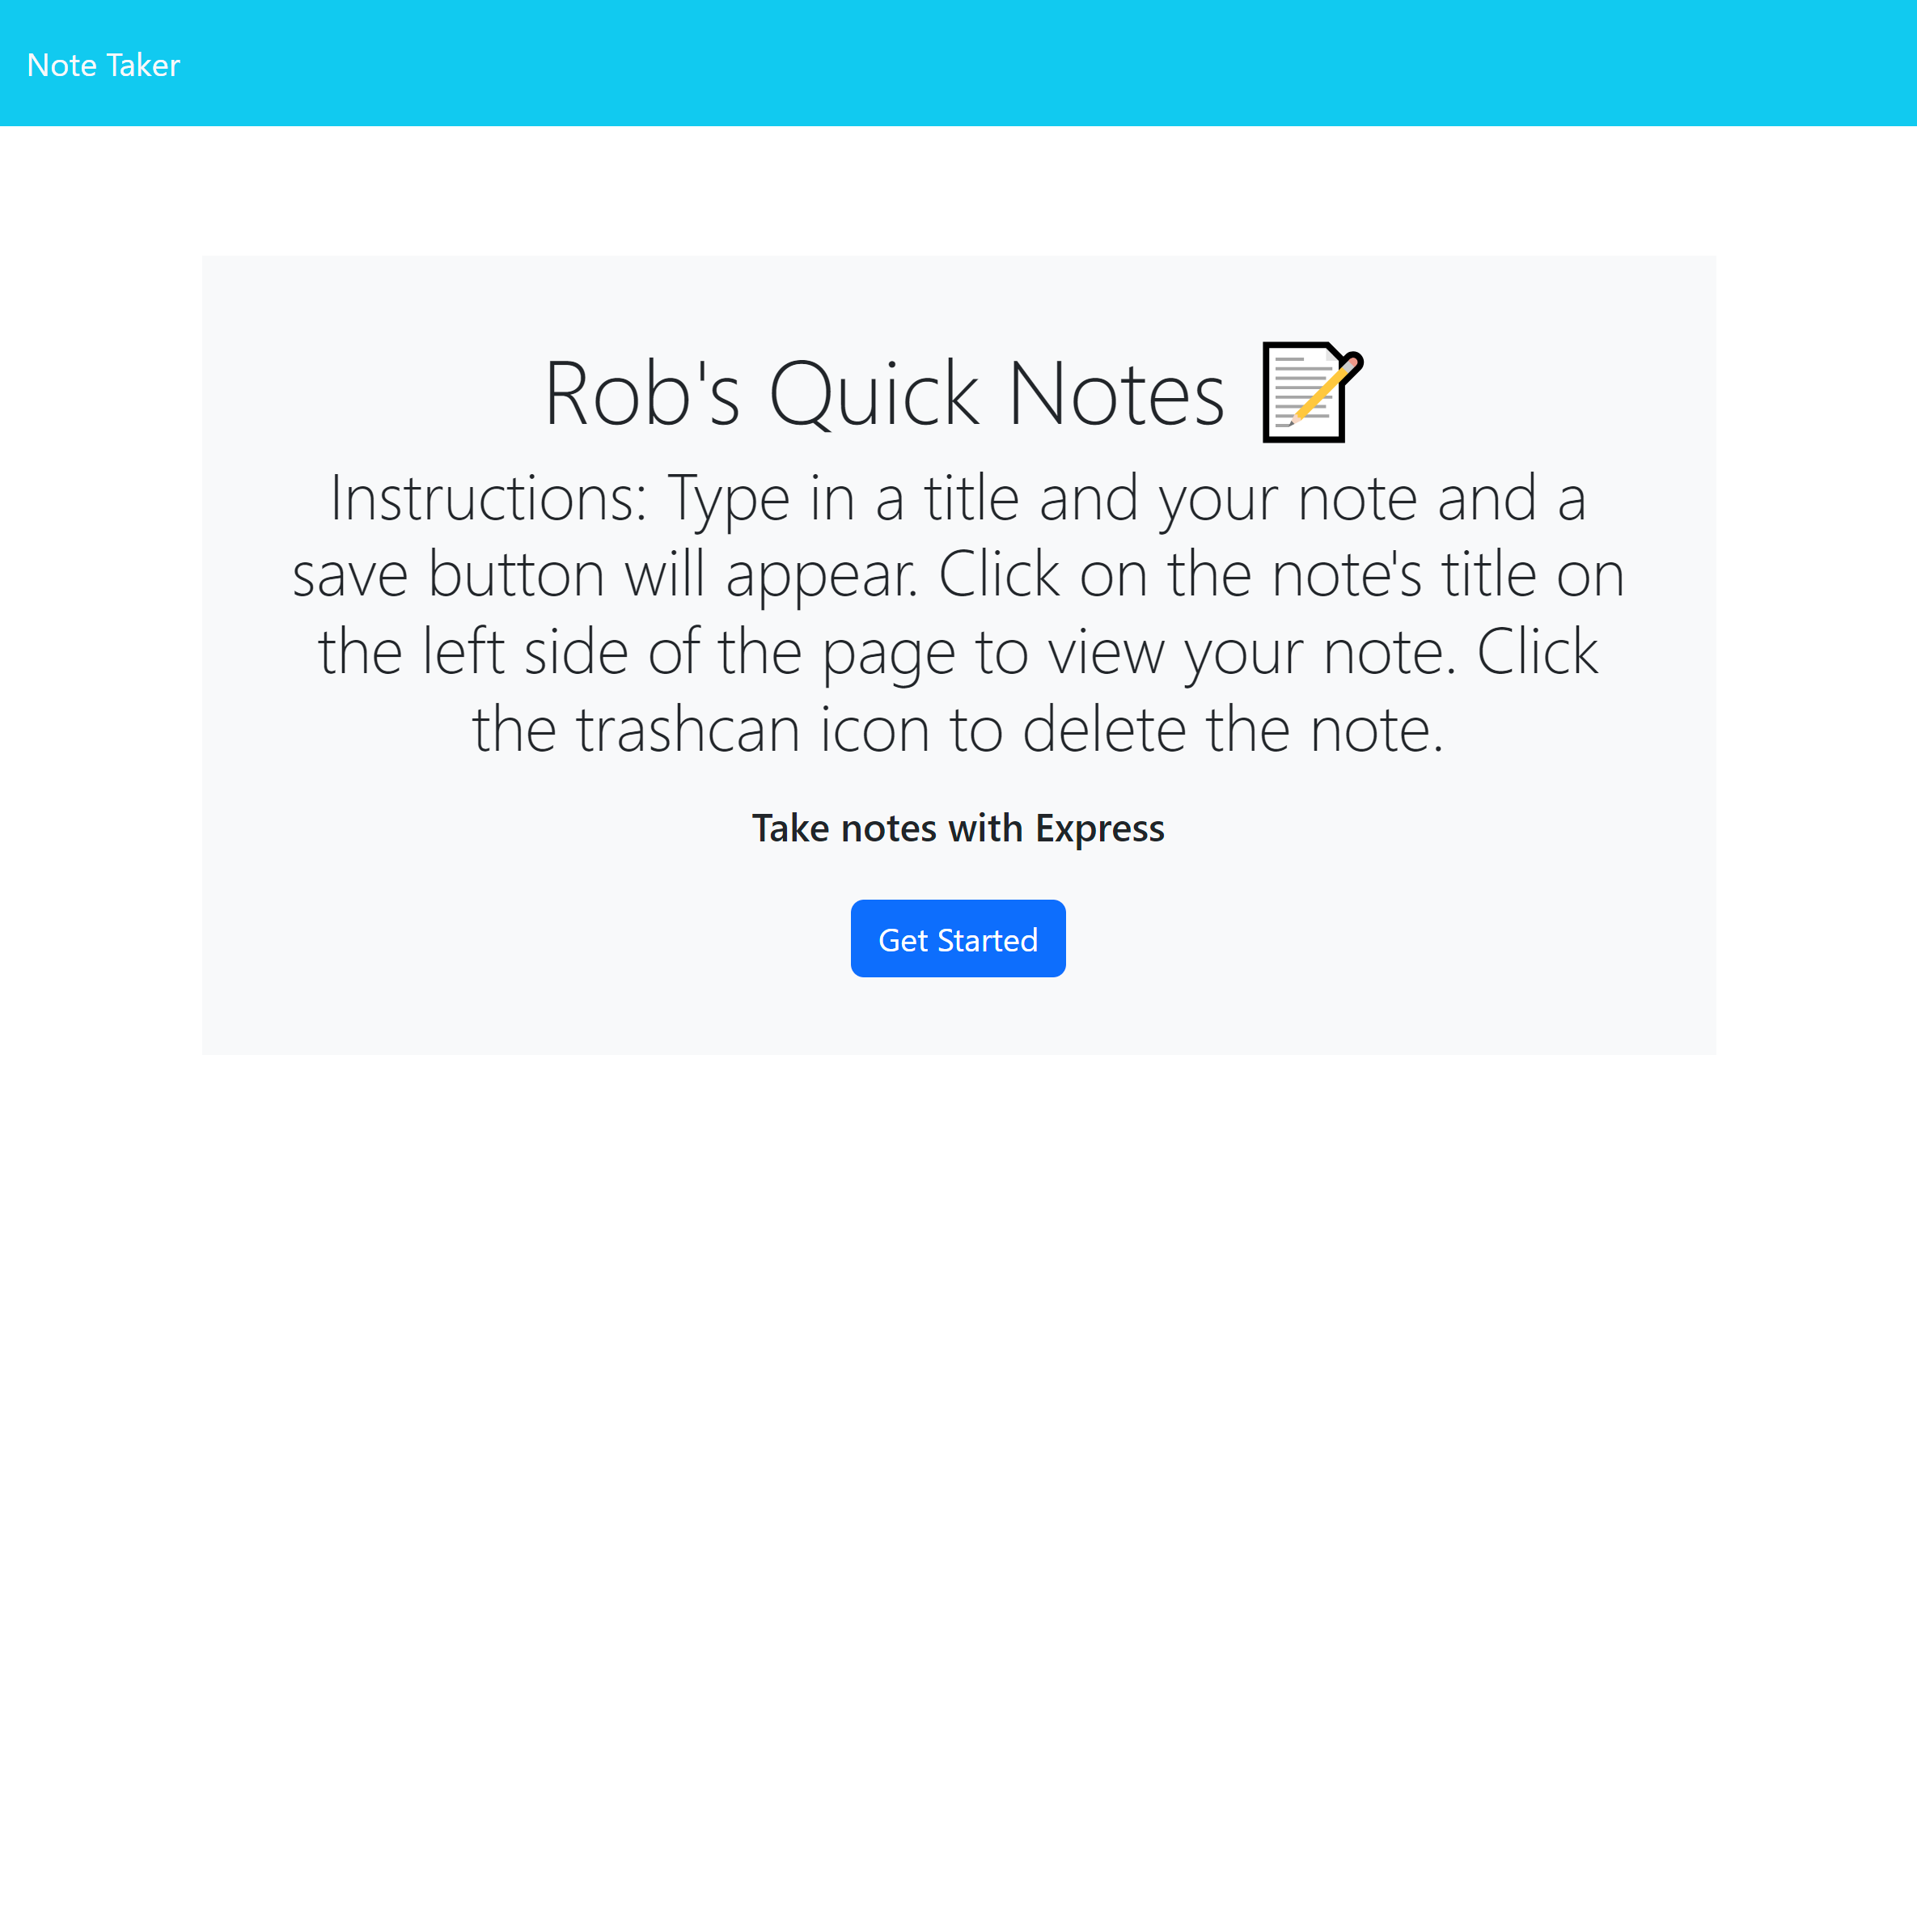 Note Taker
Rob's Quick Notes 📝
Instructions: Type in a title and your note and a
save button will appear. Click on the note's title on
the left side of the page to view your note. Click
the trashcan icon to delete the note.
Take notes with Express
Get Started